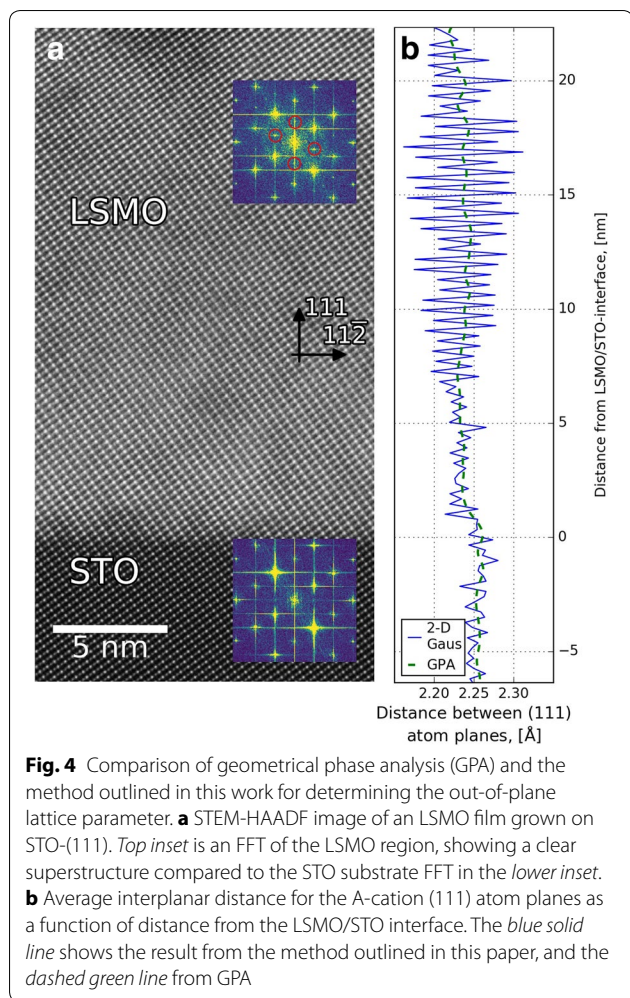 a
b
LSMO
111
112̅
STO
5 nm
20
15
10
5
0
−5
Distance from LSMO/STO-interface, [nm]
2-D
Gaus
GPA
2.20 2.25 2.30
Distance between (111)
atom planes, [Å]
Fig. 4 Comparison of geometrical phase analysis (GPA) and the
method outlined in this work for determining the out-of-plane
lattice parameter. a STEM-HAADF image of an LSMO film grown on
STO-(111). Top inset is an FFT of the LSMO region, showing a clear
superstructure compared to the STO substrate FFT in the lower inset.
b Average interplanar distance for the A-cation (111) atom planes as
a function of distance from the LSMO/STO interface. The blue solid
line shows the result from the method outlined in this paper, and the
dashed green line from GPA